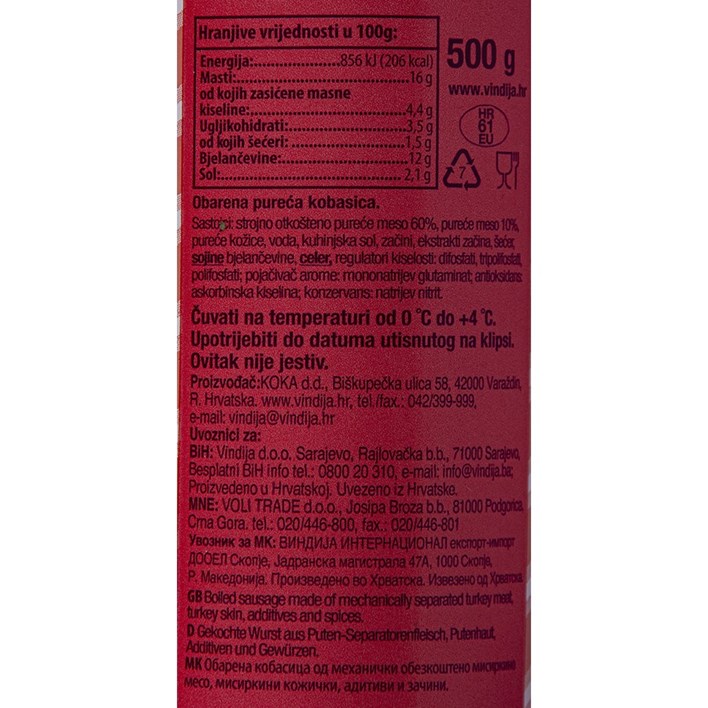 Hranjive vrijednosti u 100g:
Energija:..................856 kJ (206 kcal)
Masti:..................................16 g
od kojih zasićene masne
kiseline:..............................4,4 g
Ugljikohidrati:......................3,5 g
od kojih šećeri: ....................1,5 g
Bjelančevine:........................12 g
Sol:.....................................2,1 g
500 g
www.vindija.hr
HR
61
EU
7
Obarena pureća kobasica.
Sastojci: strojno otkošteno pureće meso 60%, pureće meso 10%,
pureće kožice, voda, kuhinjska sol, začini, ekstrakti začina, šećer,
sojine bjelančevine, celer, regulatori kiselosti: difosfati, trifosfati,
polifosfati; pojačivač arome: mononatrijev glutaminat; antioksidans:
askorbinska kiselina; konzervans: natrijev nitrit.
Čuvati na temperaturi od 0 °C do +4 °C.
Upotrijebiti do datuma utisnutog na klipsi.
Ovitak nije jestiv.
Proizvođač:KOKA d.d., Biškupečka ulica 58, 42000 Varaždin,
R. Hrvatska. www.vindija.hr, tel./fax.: 042/399-999,
e-mail: vindija@vindija.hr
Uvoznici za:
BiH: Vindija d.o.o. Sarajevo, Rajlovačka b.b., 71000 Sarajevo,
Besplatni BiH info tel.: 0800 20 310, e-mail: info@vindija.ba;
Proizvedeno u Hrvatskoj. Uvezeno iz Hrvatske.
MNE: VOLI TRADE d.o.o., Josipa Broza b.b., 81000 Podgorica,
Crna Gora. tel.: 020/446-800, fax.: 020/446-801
Увозник за МК: ВИНДИЈА ИНТЕРНАЦИОНАЛ експорт-импорт
ДООЕЛ Скопје, Јадранска магистрала 47А, 1000 Скопја,
Р. Македонија. Произведено во Хрватска. Извезено од Хрватска.
GB Boiled sausage made of mechanically separated turkey meat,
turkey skin, additives and spices.
D Gekochte Wurst aus Puten-Separatorenfleisch, Putenhaut,
Additiven und Gewürzen.
МК Обарена кобасица од механички обезкоштено мисиркино
месо, мисиркини кожички, адитиви и зачини.